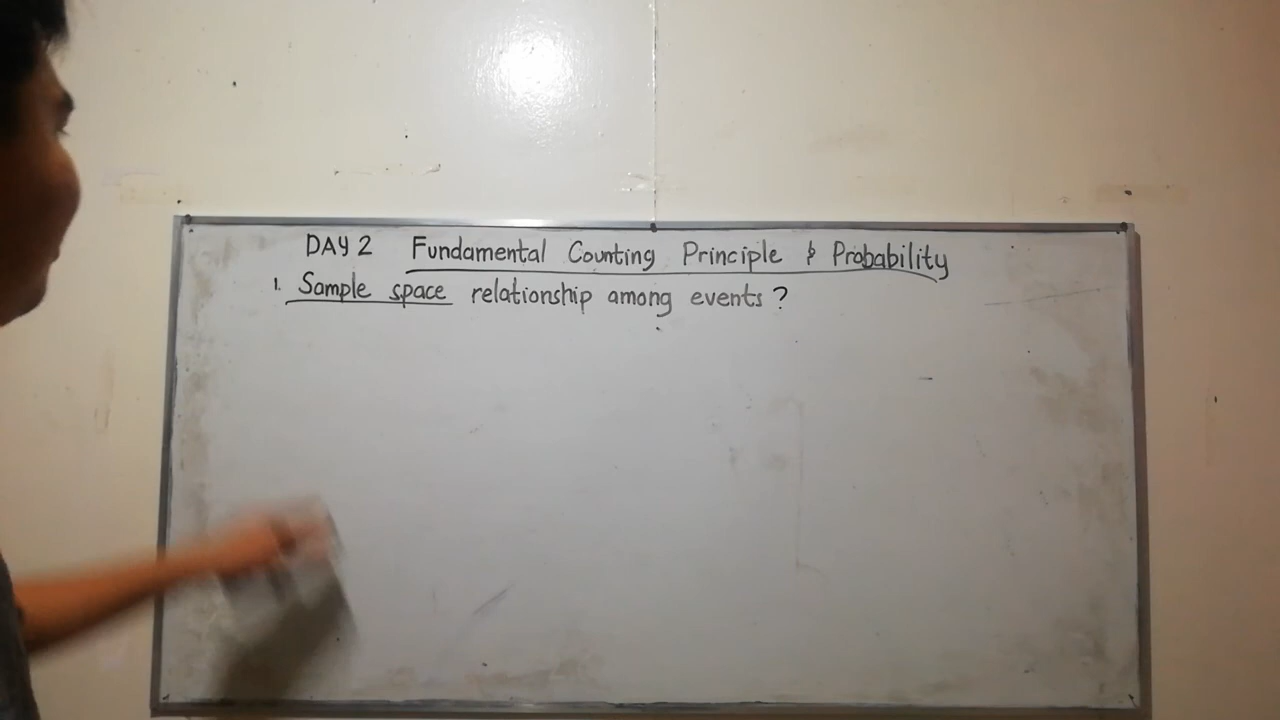 DAY 2 Fundamental Counting Principle & Probability
1. Sample space relationship among events ?